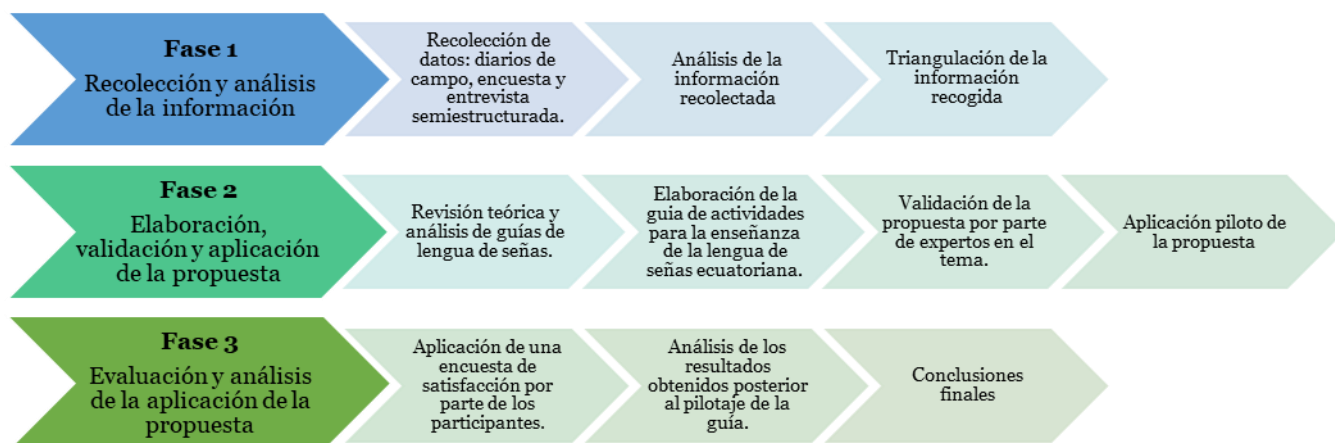 Fase 1
Recolección y análisis
de la información
Recolección de
datos: diarios de
campo, encuesta y
entrevista
semiestructurada.
Análisis de la
información
recolectada
Triangulación de la
información
recogida
Fase 2
Elaboración,
validación y aplicación
de la propuesta
Revisión teórica y
análisis de guías de
lengua de señas.
Elaboración de la
guia de actividades
para la enseñanza
de la lengua de
señas ecuatoriana.
Validación de la
propuesta por parte
de expertos en el
tema.
Aplicación piloto de
la propuesta
Fase 3
Evaluación y análisis
de la aplicación de la
propuesta
Aplicación de una
encuesta de
satisfacción por
parte de los
participantes.
Análisis de los
resultados
obtenidos posterior
al pilotaje de la
guía.
Conclusiones
finales